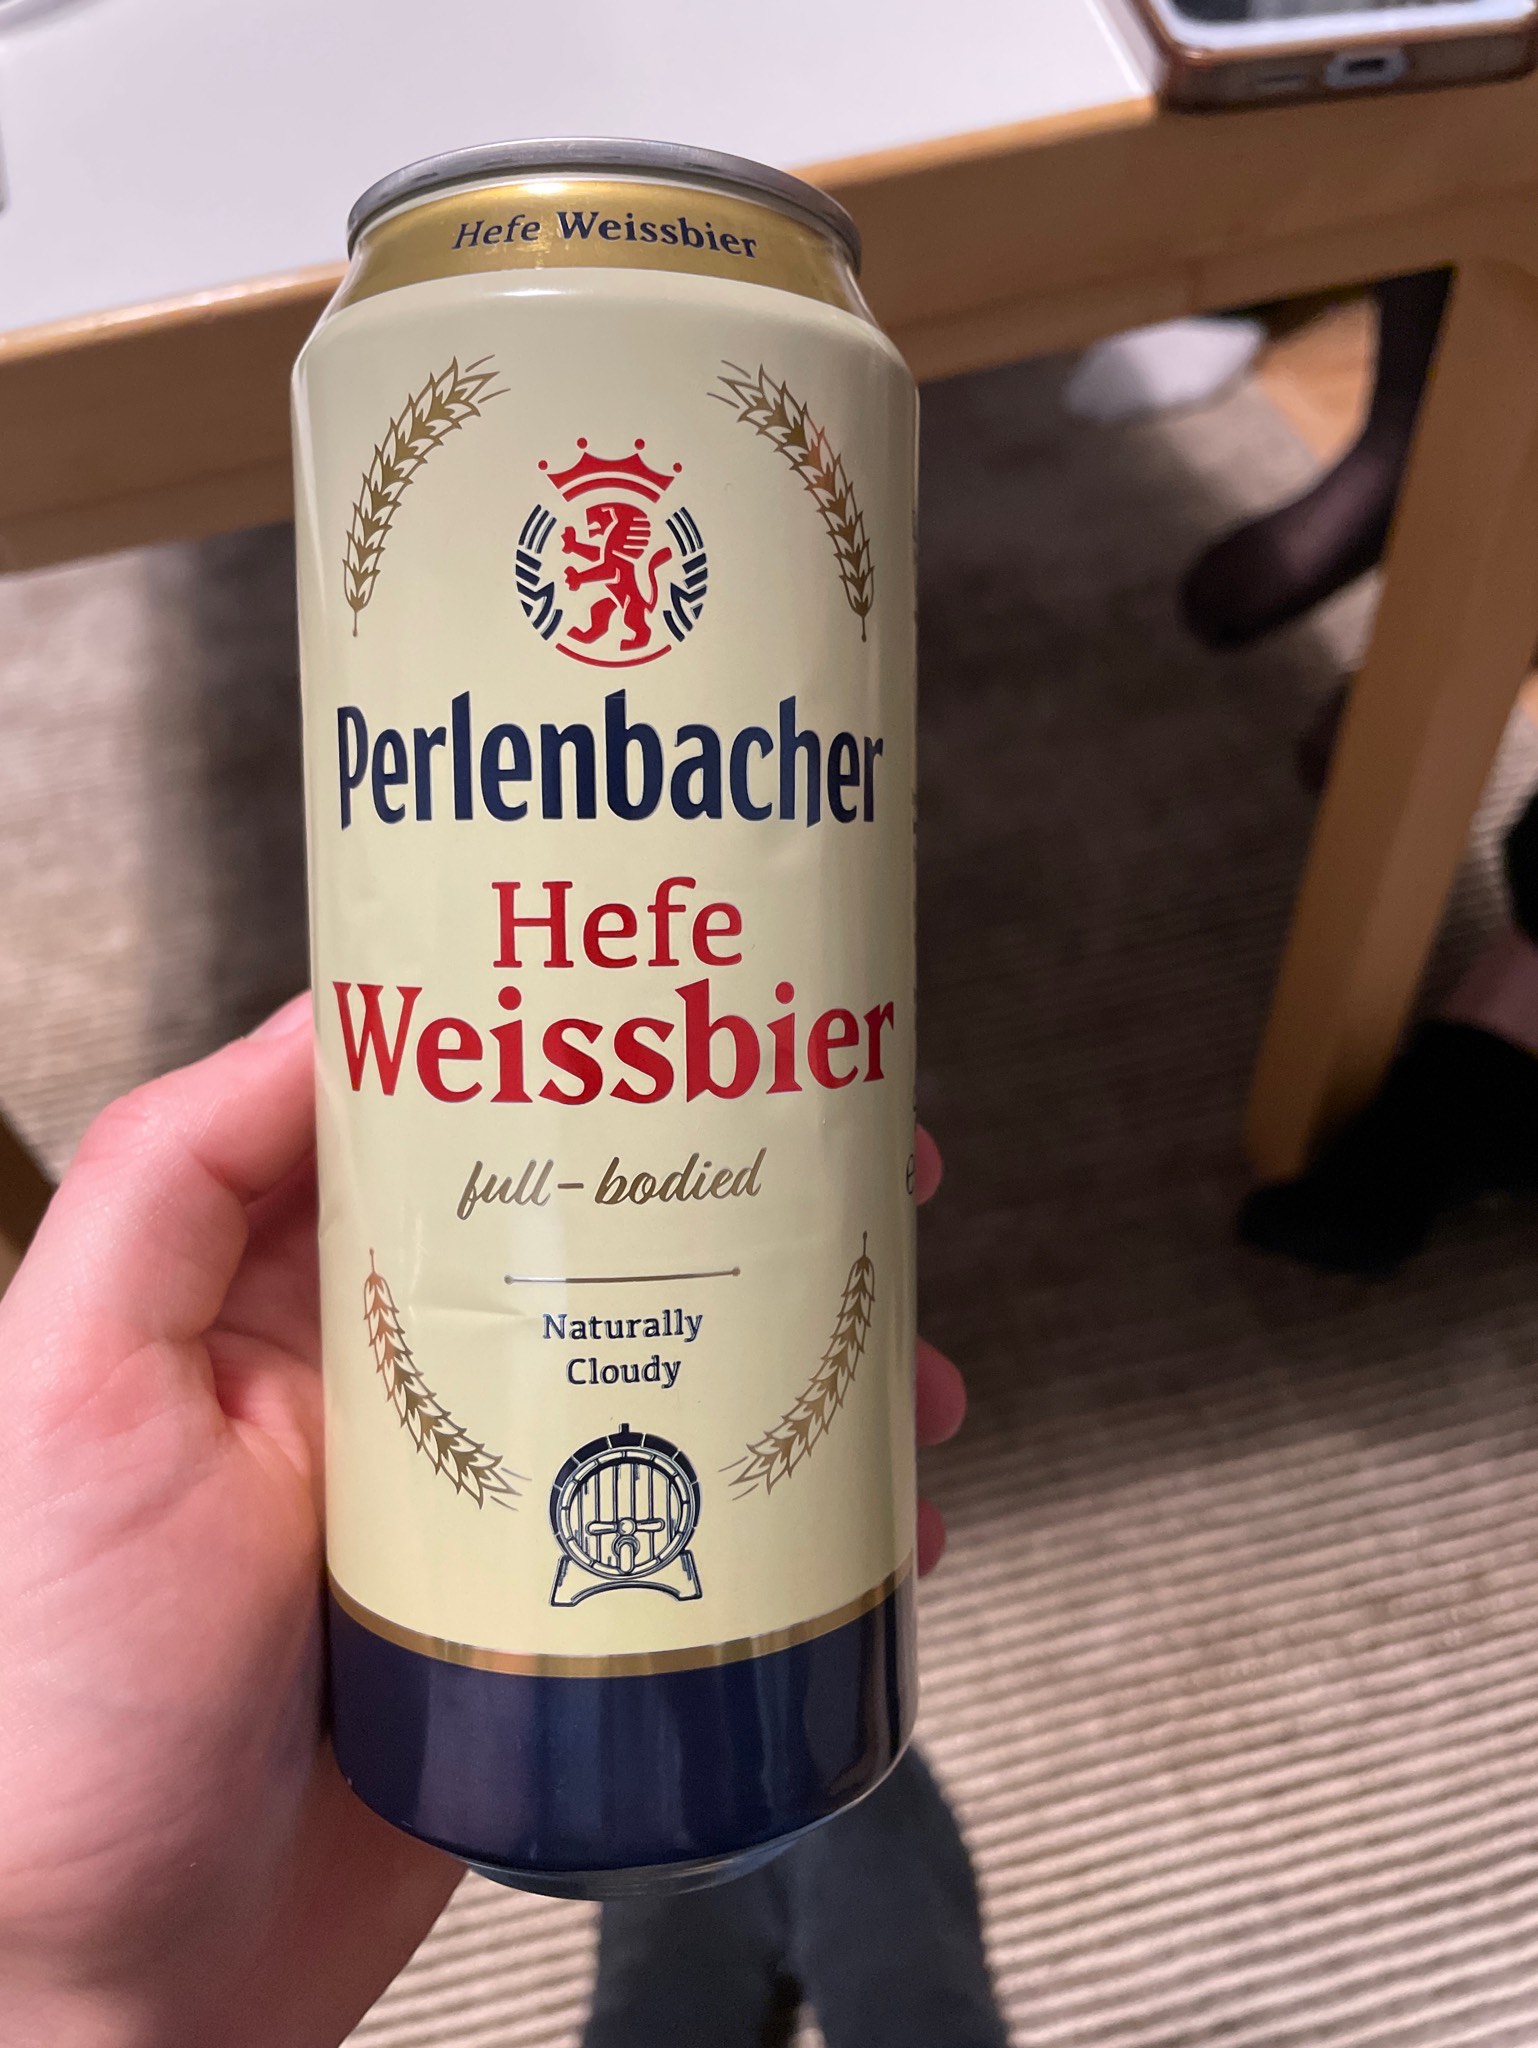 Hefe Weissbier
Perlenbacher
Hefe
Weissbier
full-bodied
Naturally
Cloudy